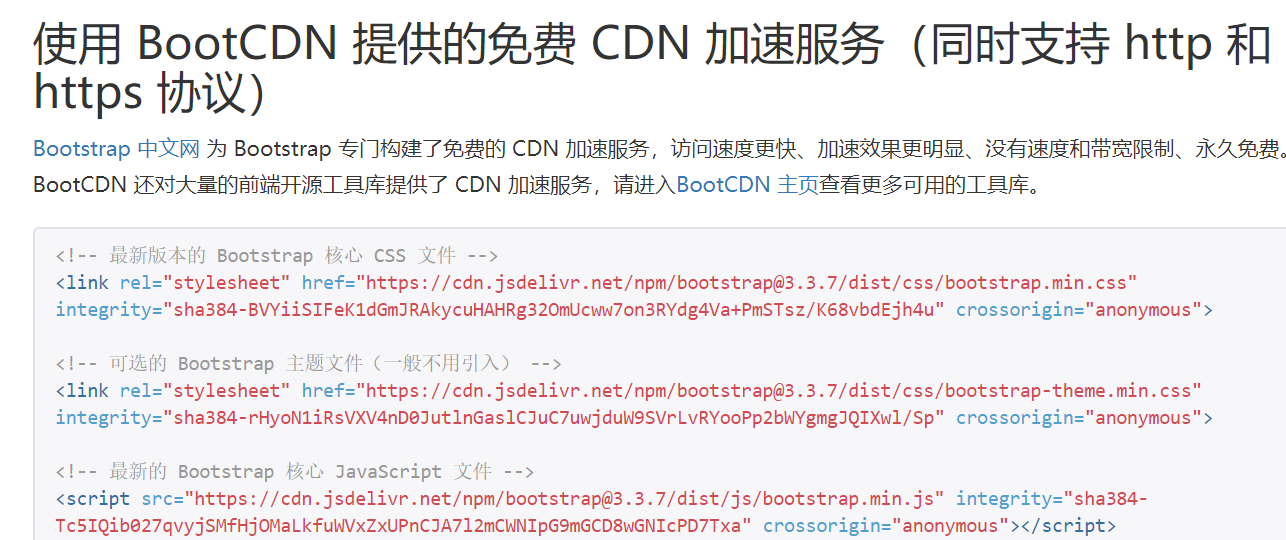 使用 BootCDN 提供的免费 CDN 加速服务（同时支持 http 和
https 协议）
Bootstrap 中文网 为 Bootstrap 专门构建了免费的 CDN 加速服务，访问速度更快、加速效果更明显、没有速度和带宽限制、永久免费。
BootCDN 还对大量的前端开源工具库提供了 CDN 加速服务，请进入BootCDN 主页查看更多可用的工具库。
<!-- 最新版本的 Bootstrap 核心 CSS 文件 -->
<link rel="stylesheet" href="https://cdn.jsdelivr.net/npm/bootstrap@3.3.7/dist/css/bootstrap.min.css"
integrity="sha384-BVYiiSIFeK1dGmJRAkycuHAHRg32OmUcww7on3RYdg4Va+PmSTsz/K68vbdEjh4u" crossorigin="anonymous">
<!-- 可选的 Bootstrap 主题文件（一般不用引入） -->
<link rel="stylesheet" href="https://cdn.jsdelivr.net/npm/bootstrap@3.3.7/dist/css/bootstrap-theme.min.css"
integrity="sha384-rHyoN1iRsVXV4nD0JutlnGaslCJuC7uwjduW9SVrLvRYooPp2bWYgmgJQIXwl/Sp" crossorigin="anonymous">
<!-- 最新的 Bootstrap 核心 JavaScript 文件 -->
<script src="https://cdn.jsdelivr.net/npm/bootstrap@3.3.7/dist/js/bootstrap.min.js" integrity="sha384-
Tc5IQib027qvyjSMfHjOMaLkfuWVxZxUPnCJA7l2mCWNIpG9mGCD8wGNIcPD7Txa" crossorigin="anonymous"></script>